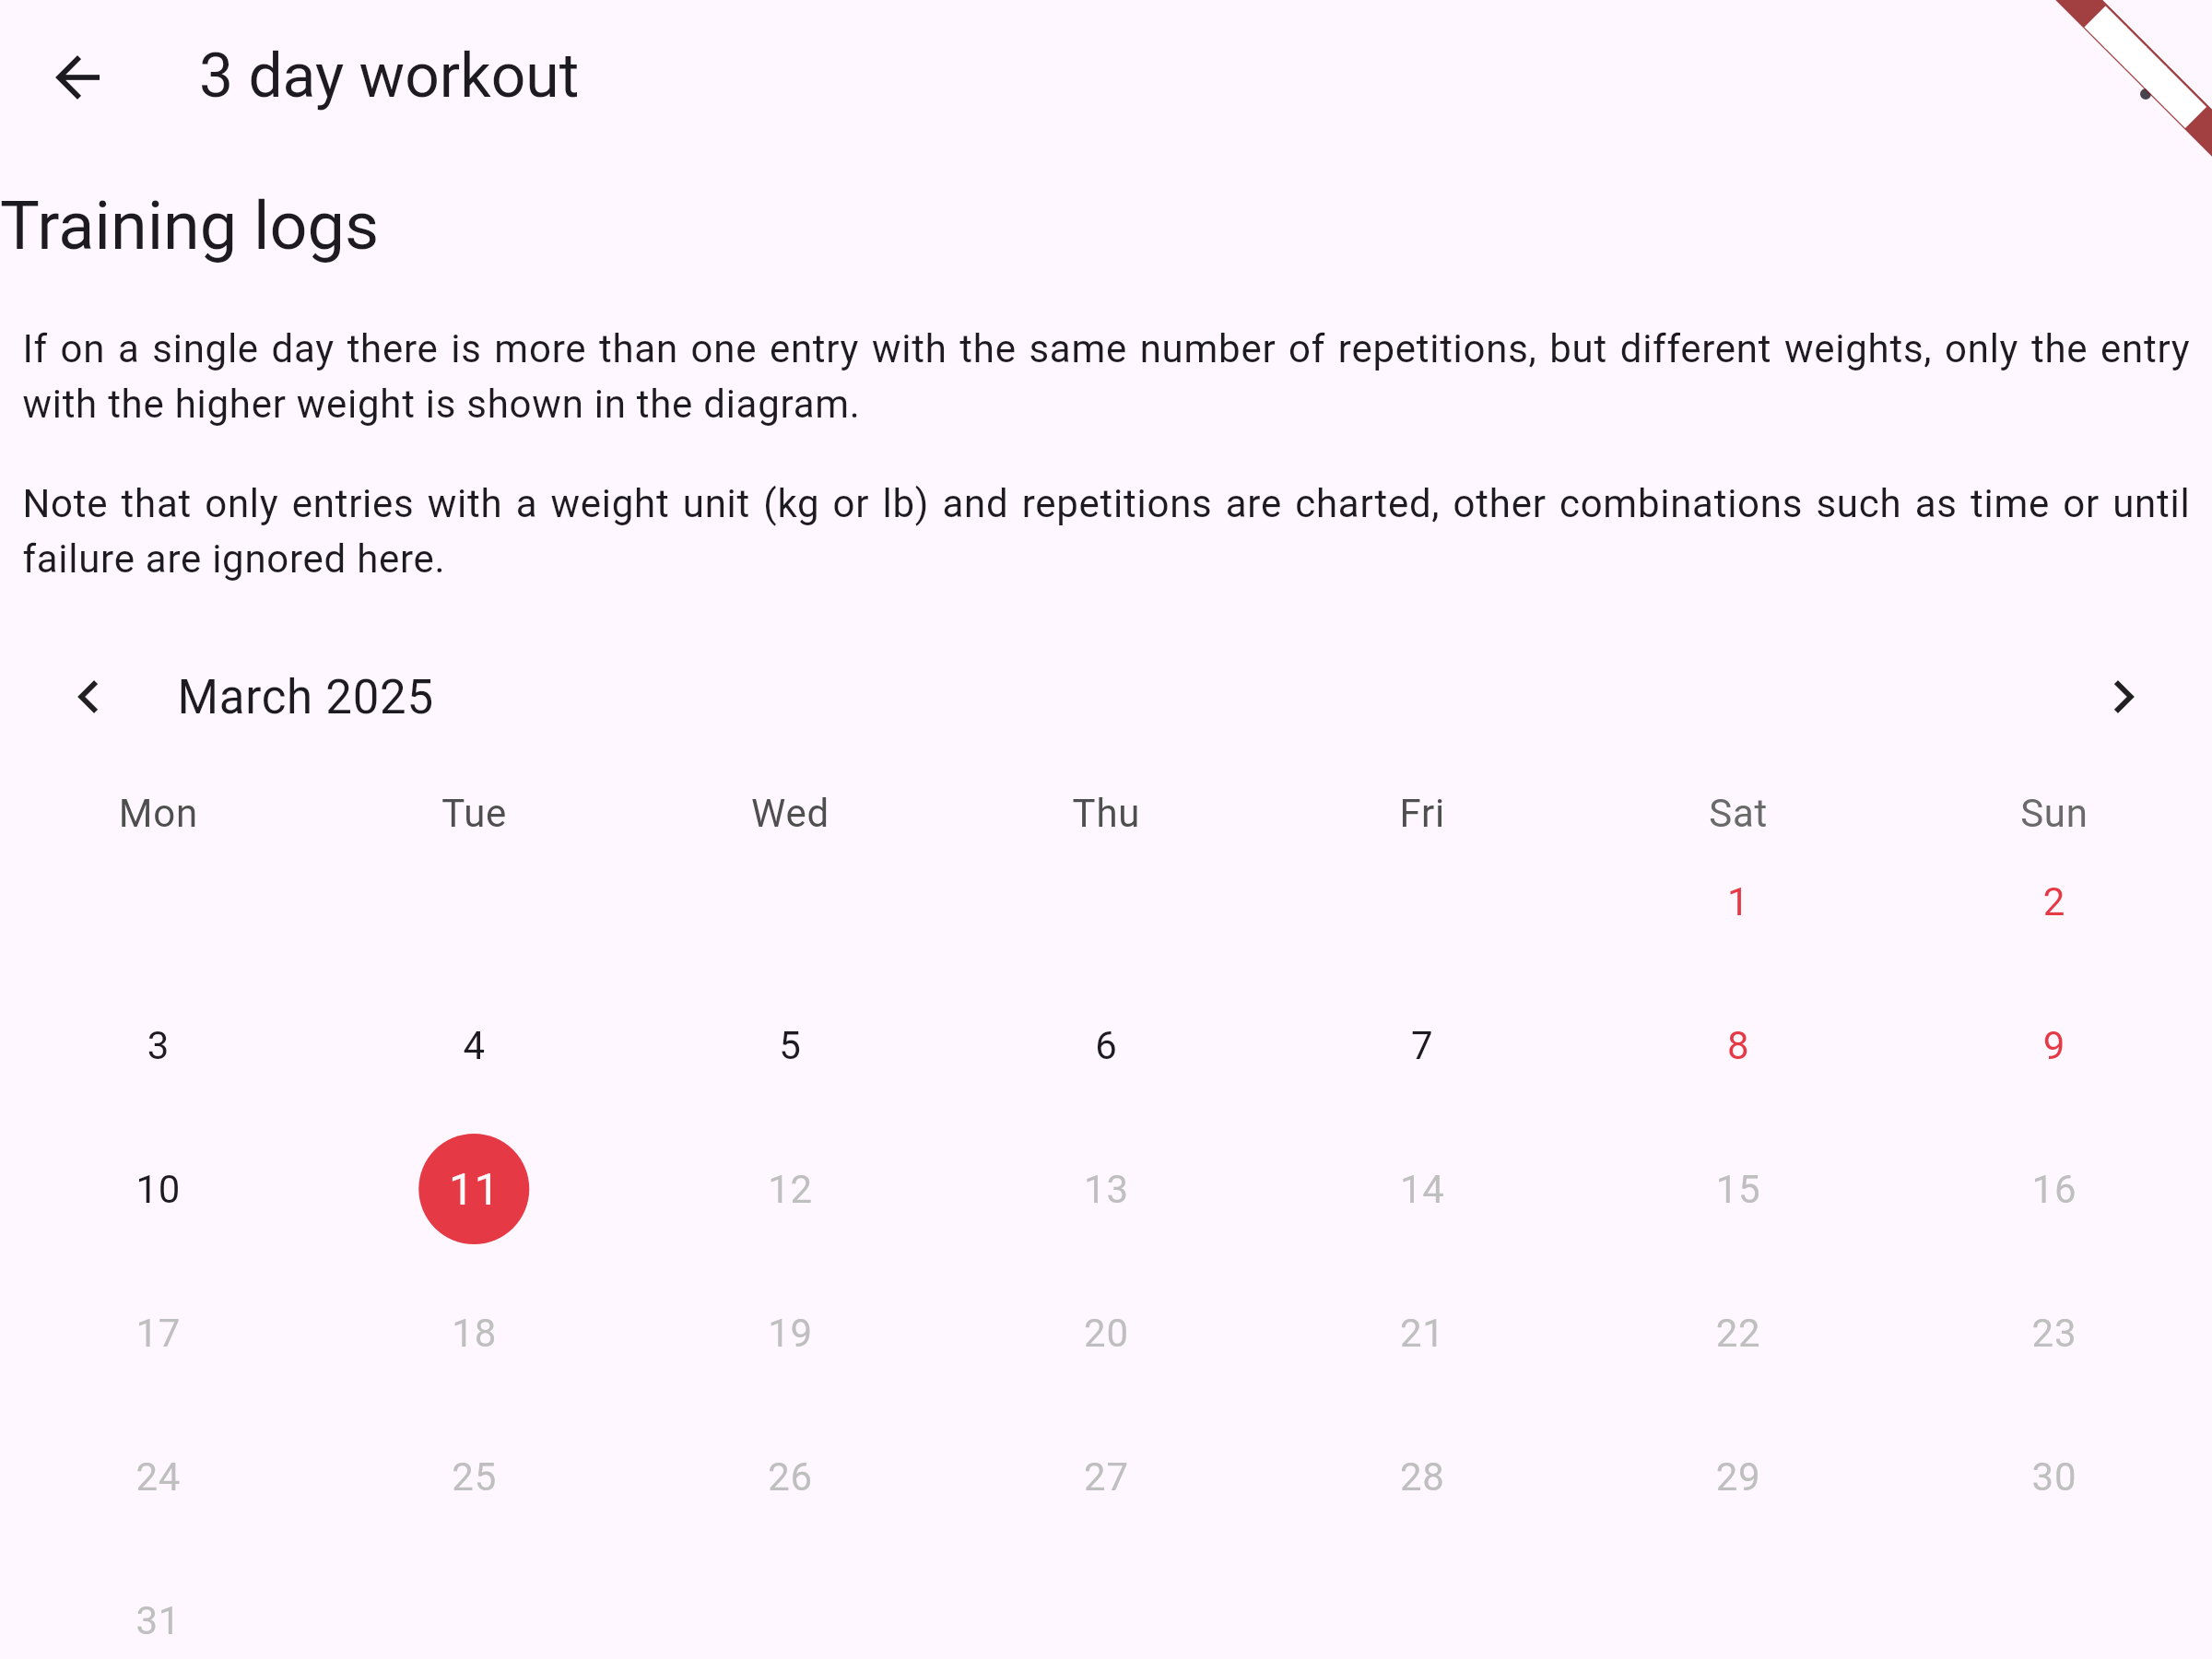 3 day workout
Training logs
If on a single day there is more than one entry with the same number of repetitions, but different weights, only the entry
with the higher weight is shown in the diagram.
Note that only entries with a weight unit (kg or lb) and repetitions are charted, other combinations such as time or until
failure are ignored here.
March 2025
Mon Tue Wed Thu Fri Sat Sun
1 2
3 4 5 6 7 8 9
10 11 12 13 14 15 16
17 18 19 20 21 22 23
24 25 26 27 28 29 30
31